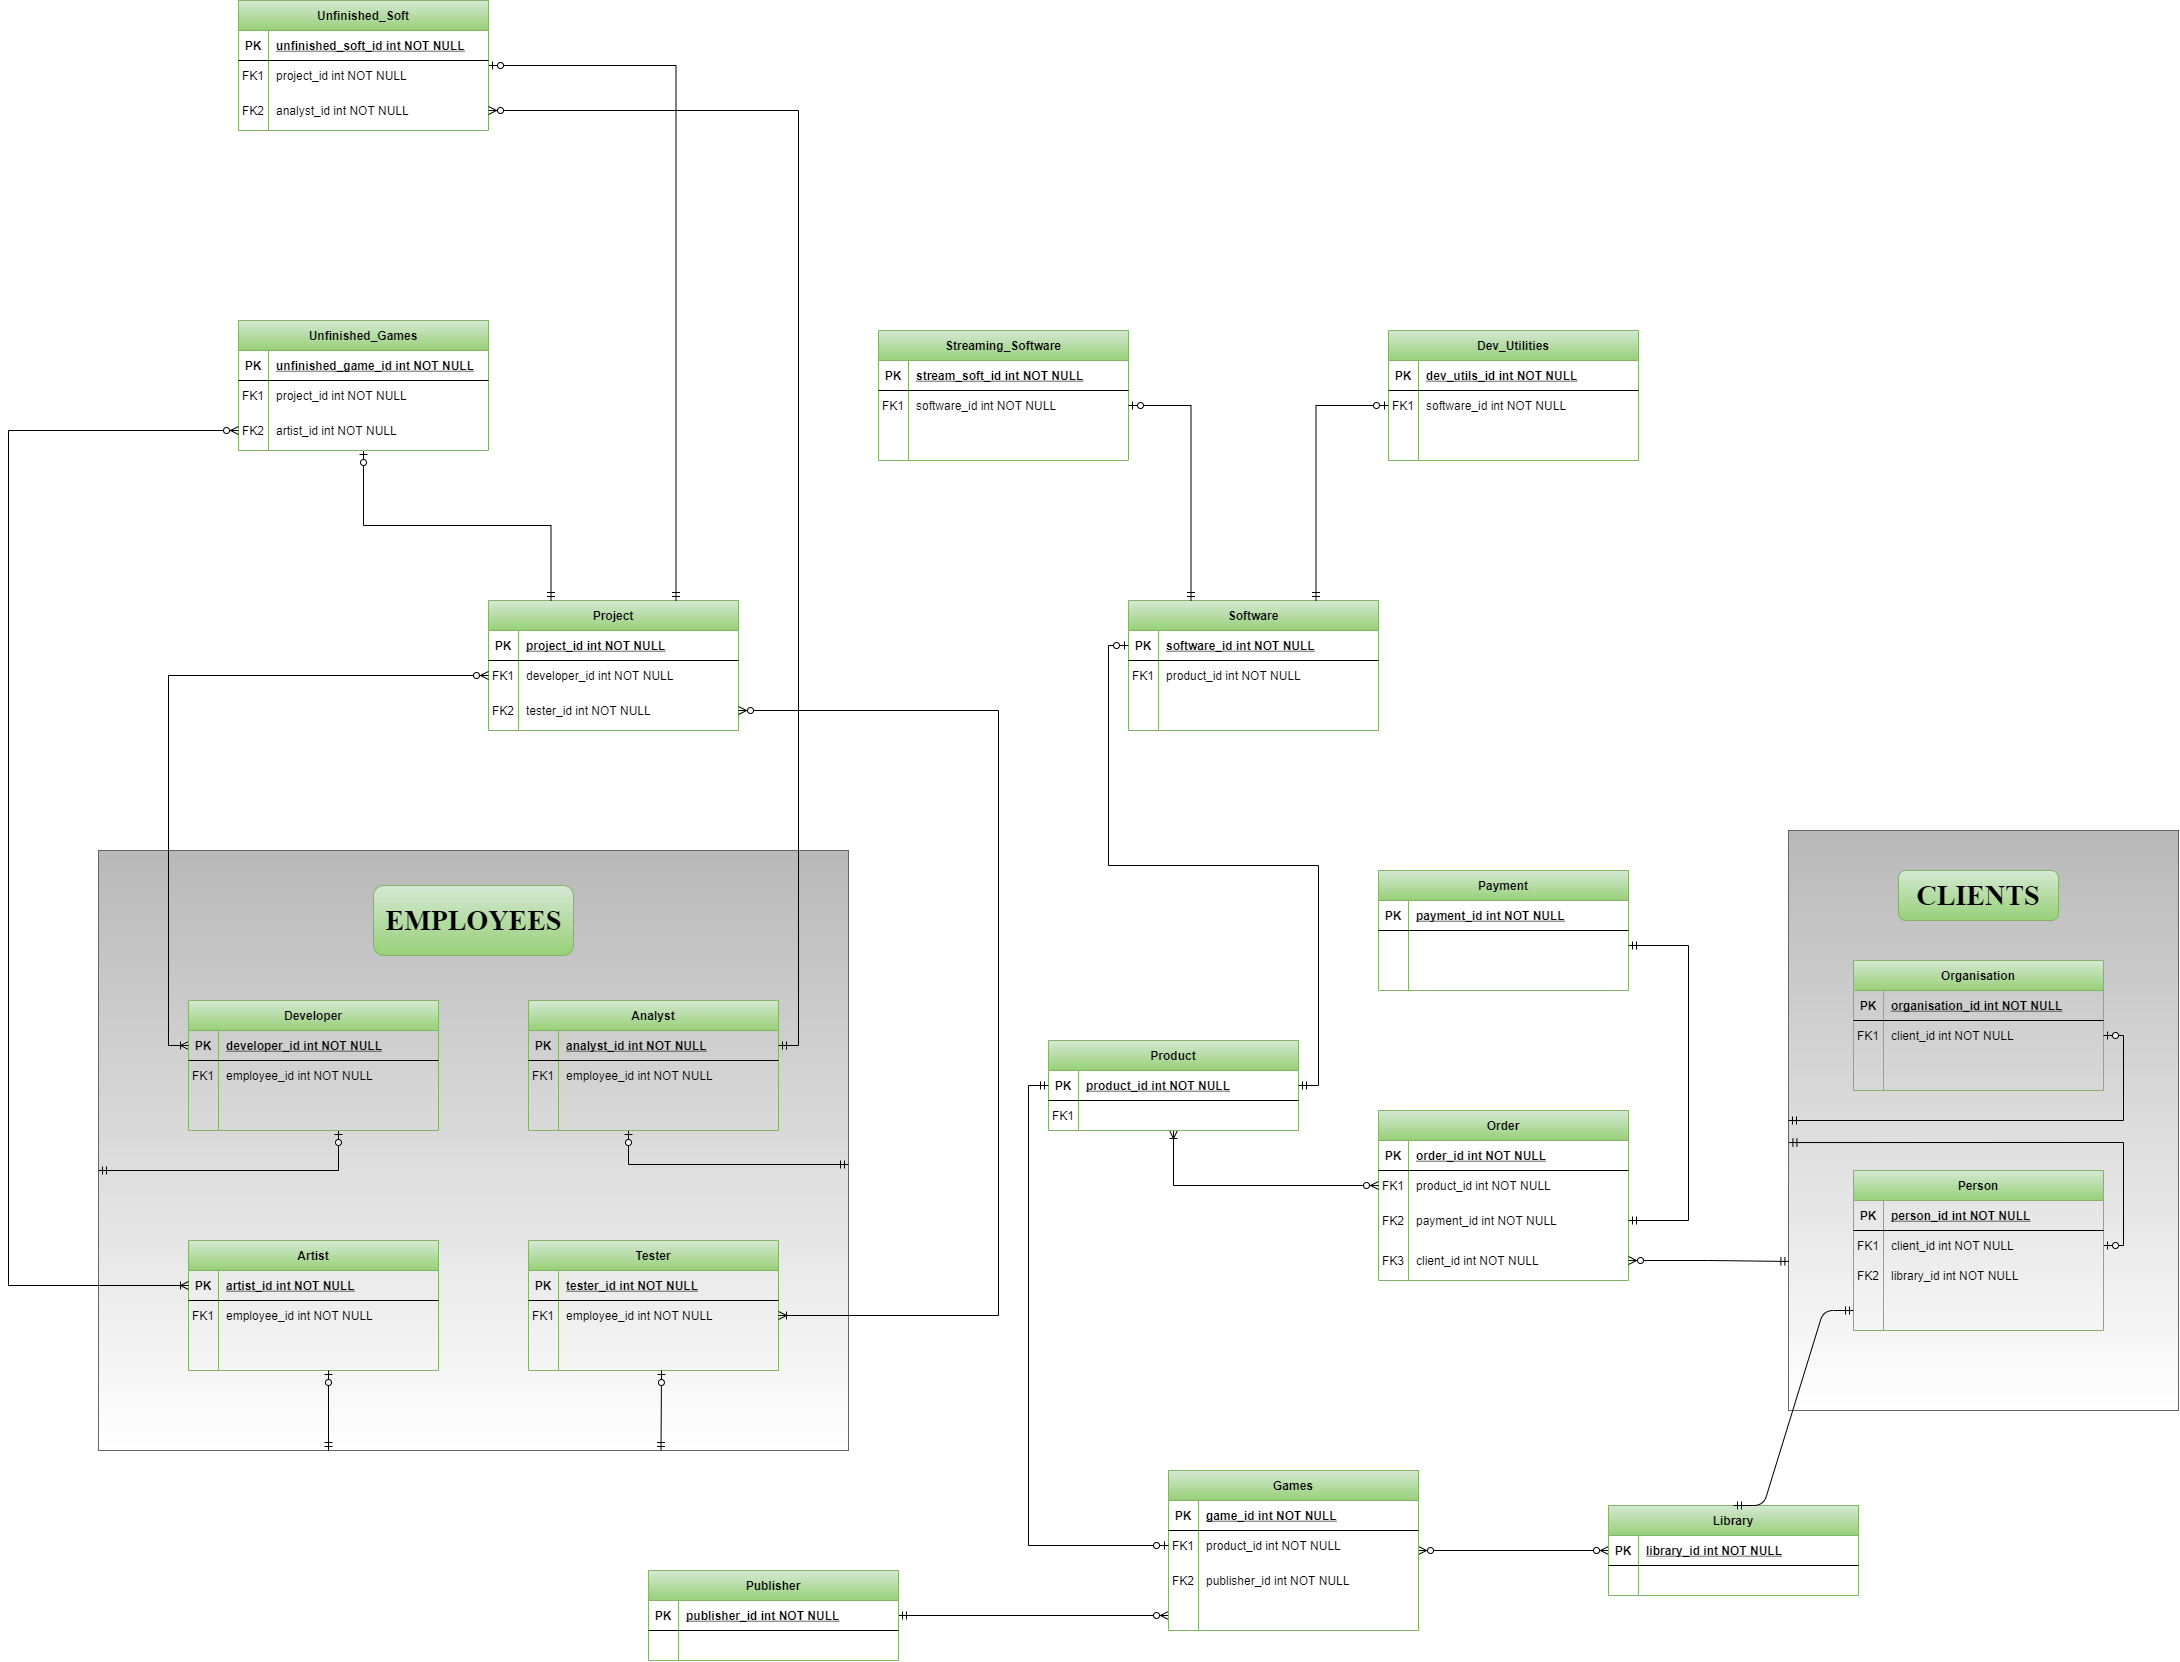 Unfinished_Soft
PK unfinished_soft_id int NOT NULL
FK1 project_id int NOT NULL
FK2 analyst_id int NOT NULL
Unfinished_Games
PK unfinished_game_id int NOT NULL
FK1 project_id int NOT NULL
FK2 artist_id int NOT NULL
Streaming_Software
PK stream_soft_id int NOT NULL
FK1 software_id int NOT NULL
Dev_Utilities
PK dev_utils_id int NOT NULL
FK1 software_id int NOT NULL
Project
PK project_id int NOT NULL
FK1 developer_id int NOT NULL
FK2 tester_id int NOT NULL
Software
PK software_id int NOT NULL
FK1 product_id int NOT NULL
EMPLOYEES
Developer
PK developer_id int NOT NULL
FK1 employee_id int NOT NULL
Analyst
PK analyst_id int NOT NULL
FK1 employee_id int NOT NULL
Artist
PK artist_id int NOT NULL
FK1 employee_id int NOT NULL
Tester
PK tester_id int NOT NULL
FK1 employee_id int NOT NULL
Payment
PK payment_id int NOT NULL
Product
PK product_id int NOT NULL
FK1
Order
PK order_id int NOT NULL
FK1 product_id int NOT NULL
FK2 payment_id int NOT NULL
FK3 client_id int NOT NULL
CLIENTS
Organisation
PK organisation_id int NOT NULL
FK1 client_id int NOT NULL
Person
PK person_id int NOT NULL
FK1 client_id int NOT NULL
FK2 library_id int NOT NULL
Games
PK game_id int NOT NULL
FK1 product_id int NOT NULL
FK2 publisher_id int NOT NULL
Library
PK library_id int NOT NULL
Publisher
PK publisher_id int NOT NULL